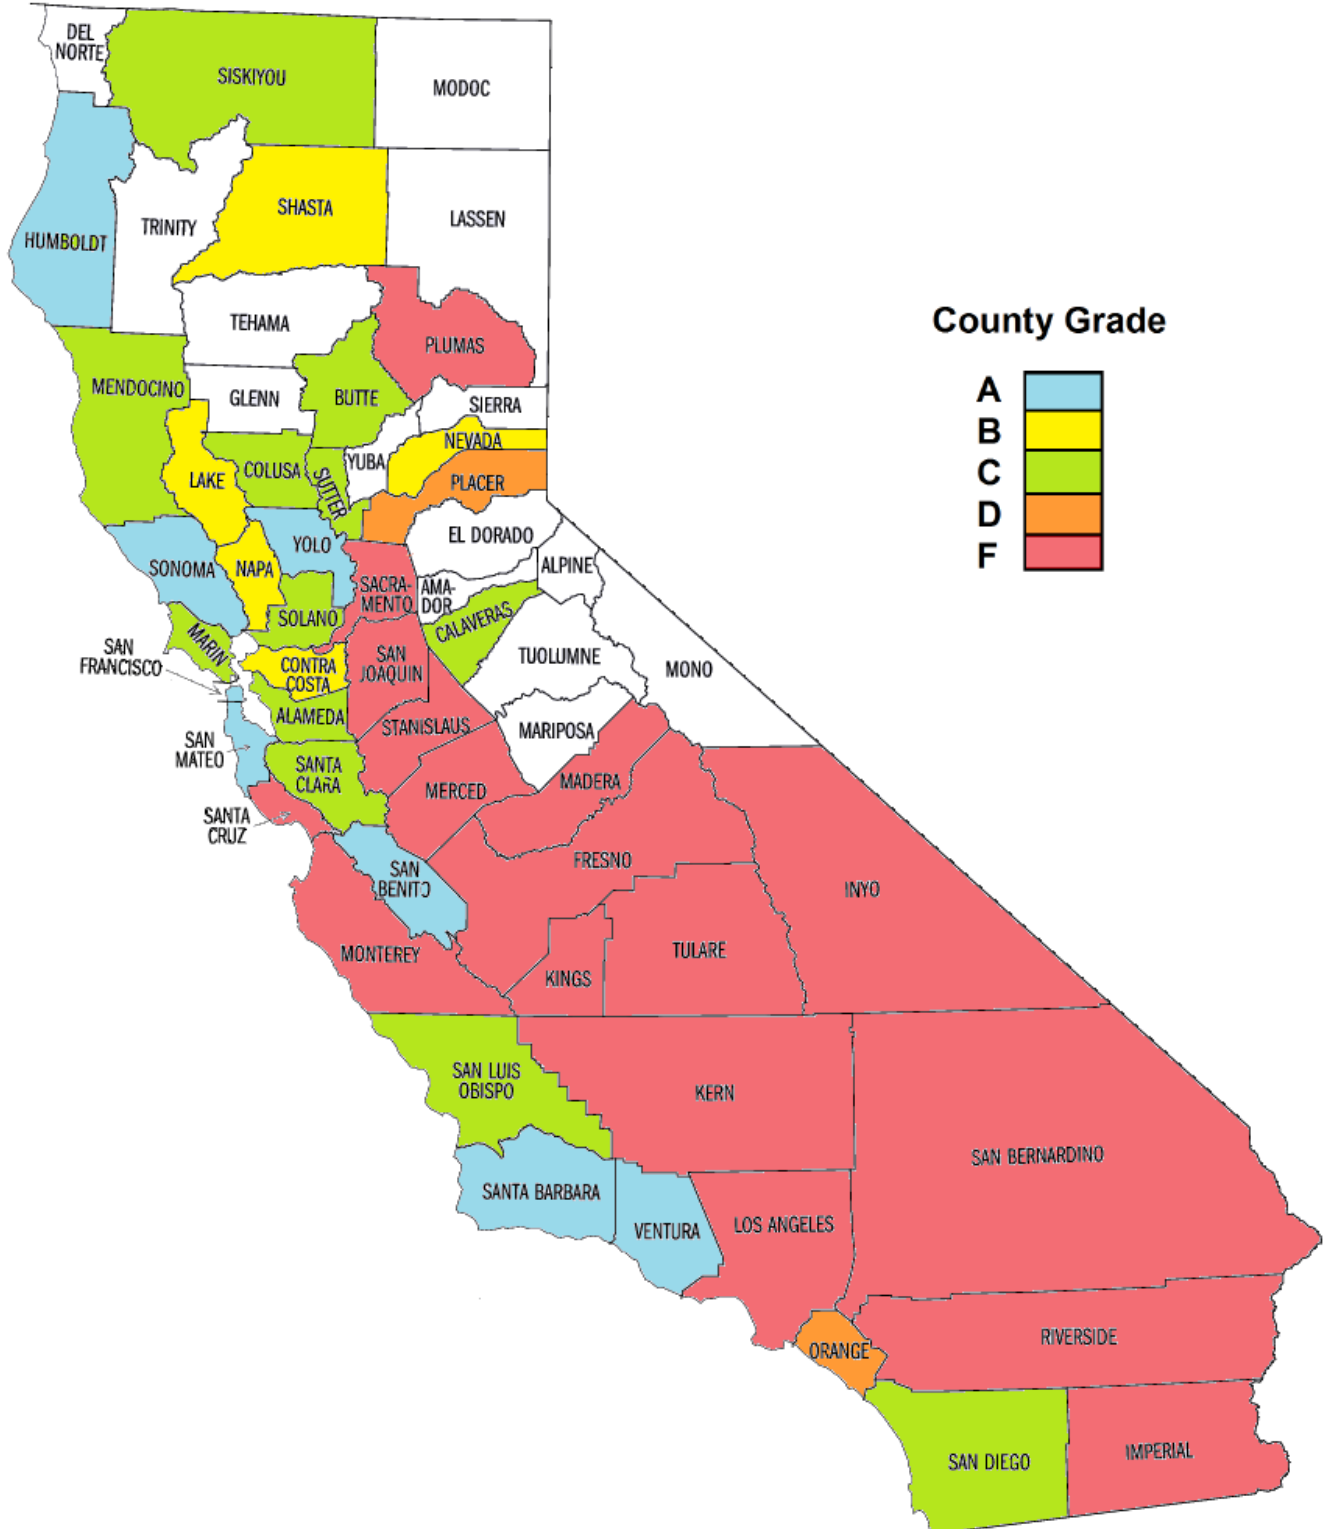 DEL
NORTE
SISKIYOU
MODOC
HUMBOLDT
TRINITY
SHASTA
LASSEN
TEHAMA
PLUMAS
MENDOCINO
GLENN
BUTTE
SIERRA
NEVADA
YUBA
LAKE
COLUSA
SUTTER
PLACER
EL DORADO
SONOMA
NAPA
YOLO
ALPINE
SACRA-
MENTO
AMA-
DOR
SOLANO
CALAVERAS
MARIN
SAN
FRANCISCO
CONTRA
COSTA
SAN
JOAQUIN
TUOLUMNE
MONO
ALAMEDA
STANISLAUS
MARIPOSA
SAN
MATEO
SANTA
CLARA
MERCED
MADERA
SANTA
CRUZ
FRESNO
SAN
BENITO
INYO
MONTEREY
KINGS
TULARE
SAN LUIS
OBISPO
KERN
SAN BERNARDINO
SANTA BARBARA
VENTURA
LOS ANGELES
ORANGE
RIVERSIDE
SAN DIEGO
IMPERIAL
County Grade
A
B
C
D
F